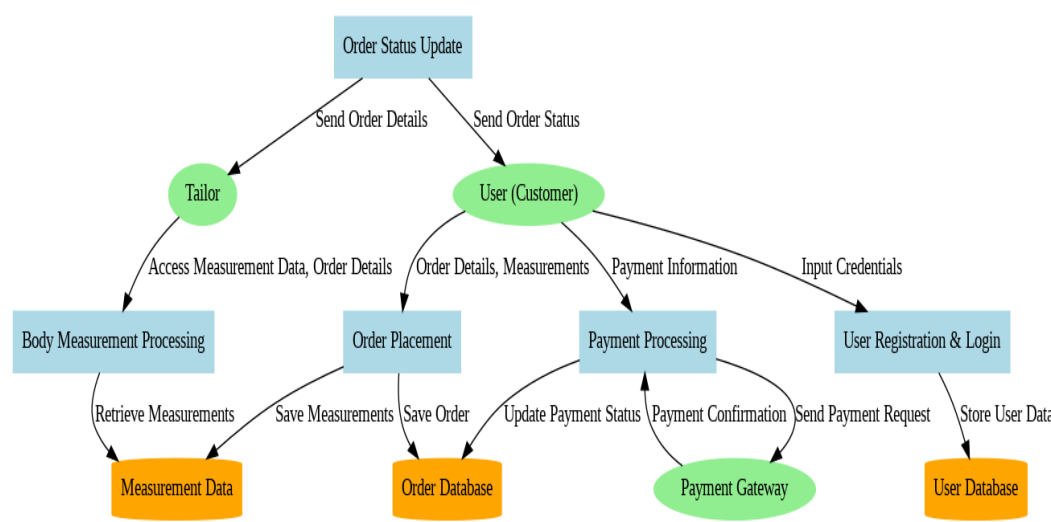 Order Status Update
Send Order Details
Send Order Status
Tailor
User (Customer)
Access Measurement Data, Order Details
Order Details, Measurements
Payment Information
Input Credentials
Body Measurement Processing
Order Placement
Payment Processing
User Registration & Login
Retrieve Measurements
Save Measurements
Save Order
Update Payment Status
Payment Confirmation
Send Payment Request
Store User Data
Measurement Data
Order Database
Payment Gateway
User Database